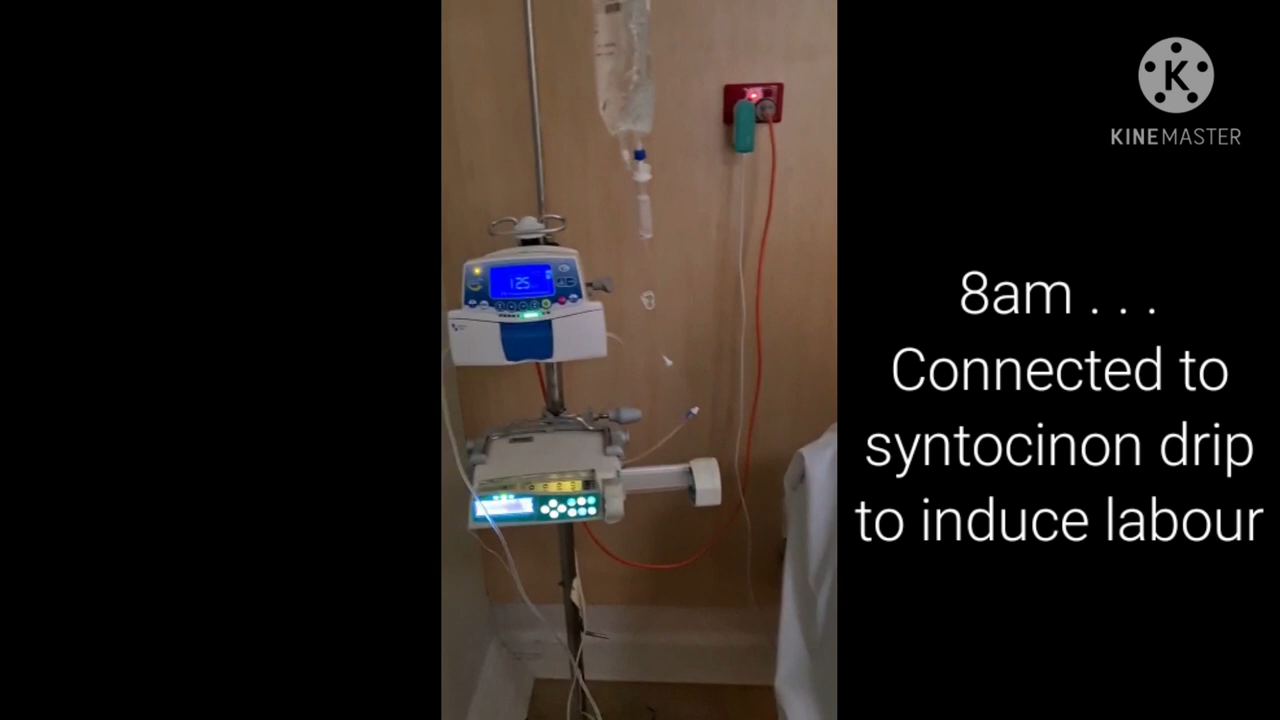 KINEMASTER
125
8am . . .
Connected to
syntocinon drip
to induce labour